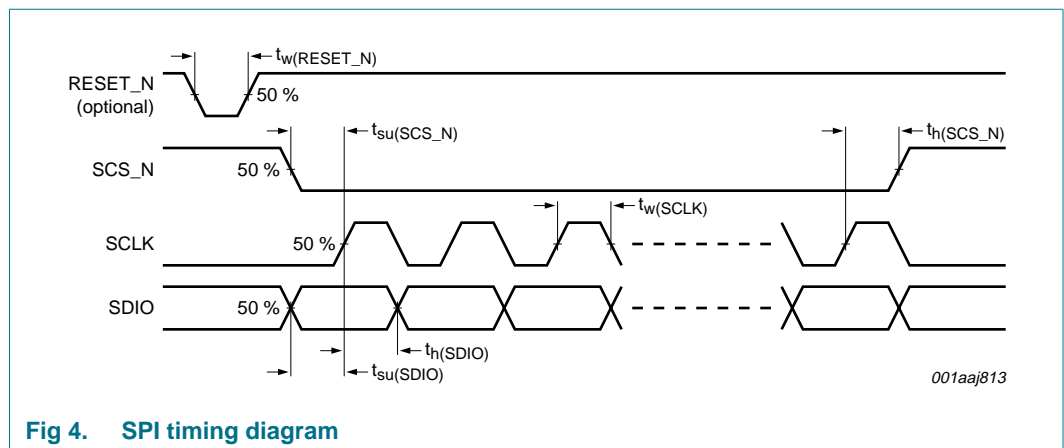 tw(RESET_N)
RESET_N
(optional)
50 %
tsu(SCS_N)
th(SCS_N)
SCS_N
50 %
tw(SCLK)
SCLK
50 %
SDIO
50 %
th(SDIO)
tsu(SDIO)
001aaj813
Fig 4. SPI timing diagram